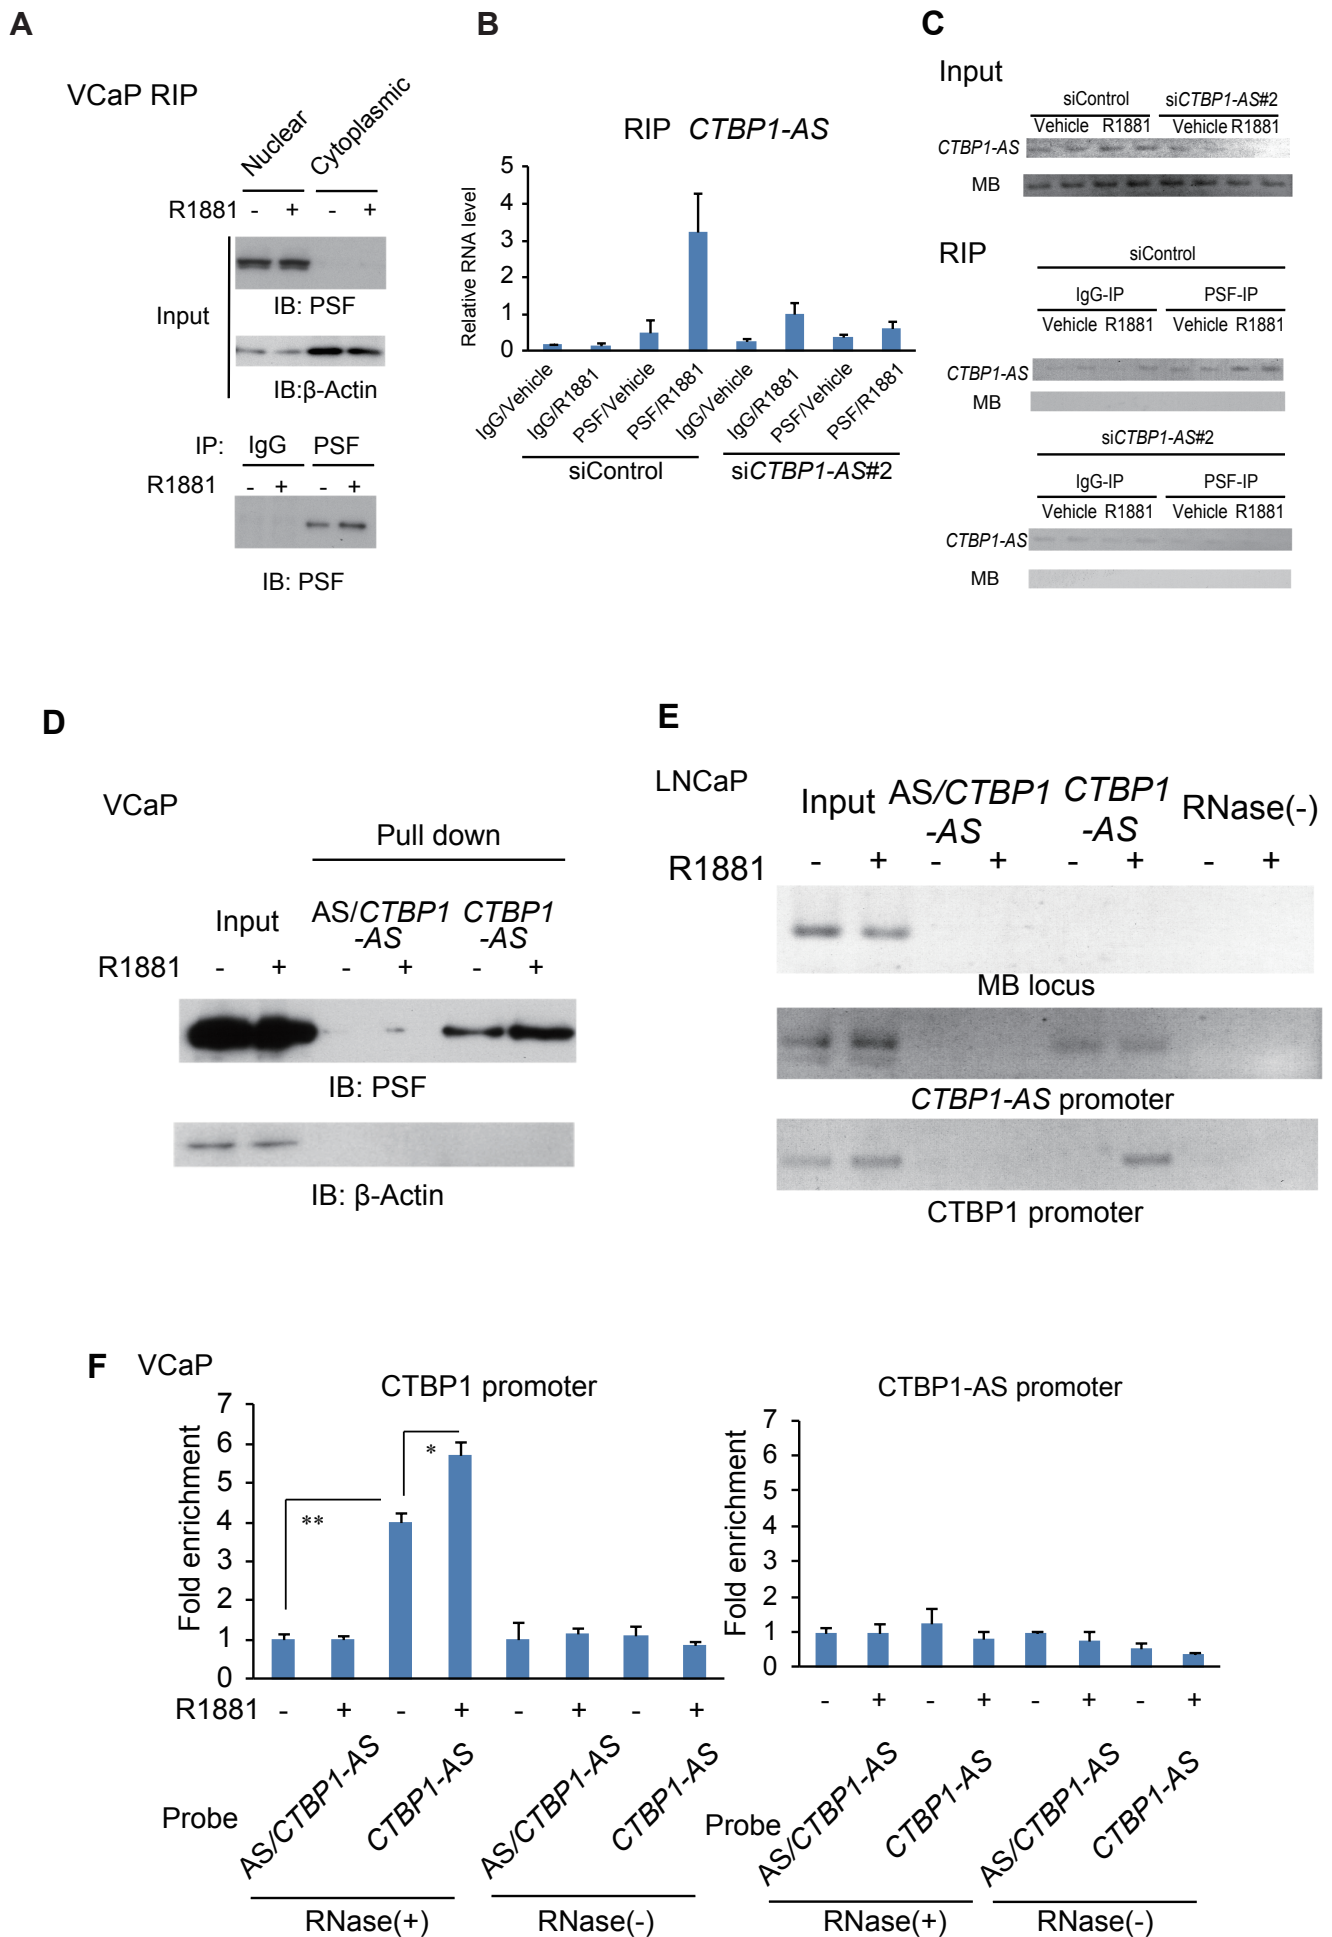 A
VCaP RIP
Nuclear Cytoplasmic
R1881 - + - +
Input
IB: PSF
IB:β-Actin
IP: IgG PSF
R1881 - + - +
IB: PSF
B
RIP CTBP1-AS
Relative RNA level
5
4
3
2
1
0
IgG/Vehicle IgG/R1881 PSF/Vehicle PSF/R1881 IgG/Vehicle IgG/R1881 PSF/Vehicle PSF/R1881
siControl siCTBP1-AS#2
C
Input
siControl siCTBP1-AS#2
Vehicle R1881 Vehicle R1881
CTBP1-AS
MB
RIP
siControl
IgG-IP PSF-IP
Vehicle R1881 Vehicle R1881
CTBP1-AS
MB
siCTBP1-AS#2
IgG-IP PSF-IP
Vehicle R1881 Vehicle R1881
CTBP1-AS
MB
D
VCaP
Pull down
Input AS/CTBP1 CTBP1
-AS -AS
R1881 - + - + - +
IB: PSF
IB: β-Actin
E
LNCaP
Input AS/CTBP1 CTBP1 RNase(-)
-AS -AS
R1881 - + - + - + - +
MB locus
CTBP1-AS promoter
CTBP1 promoter
F
VCaP
CTBP1 promoter
Fold enrichment
7
6
5
4
3
2
1
0
*
**
R1881 - + - + - + - +
Probe AS/CTBP1-AS CTBP1-AS AS/CTBP1-AS CTBP1-AS
RNase(+) RNase(-)
CTBP1-AS promoter
Fold enrichment
7
6
5
4
3
2
1
0
- + - + - + - +
Probe AS/CTBP1-AS CTBP1-AS AS/CTBP1-AS CTBP1-AS
RNase(+) RNase(-)